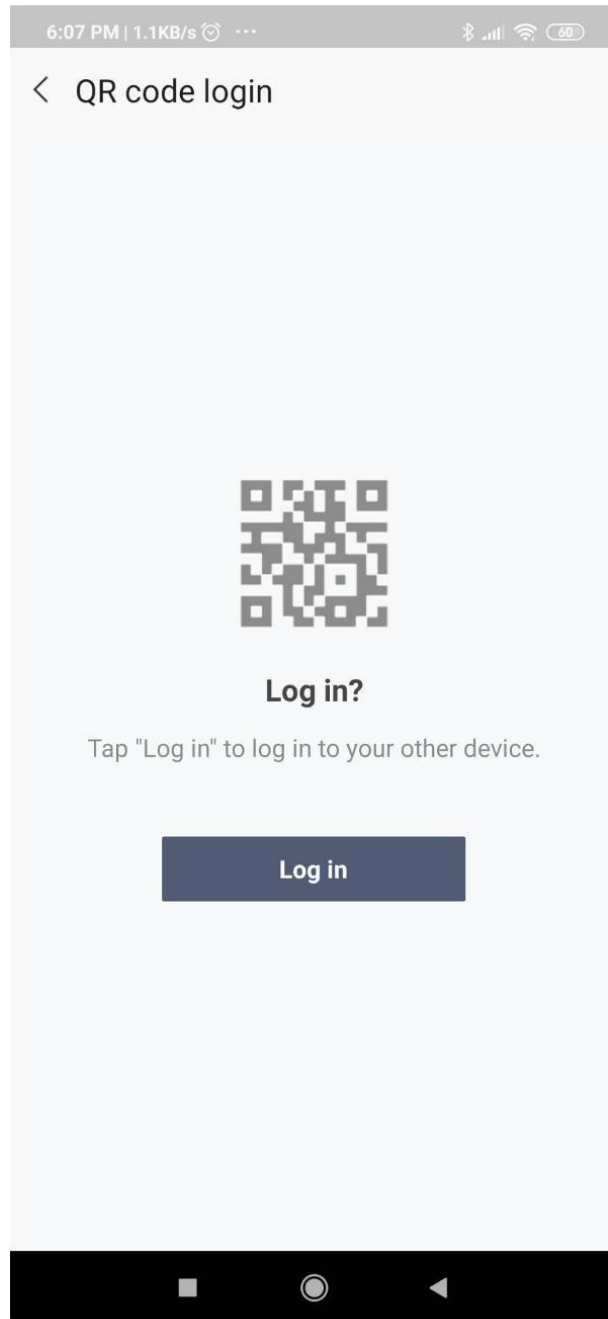 6:07 PM | 1.1KB/s ...
60
QR code login
Log in?
Tap "Log in" to log in to your other device.
Log in